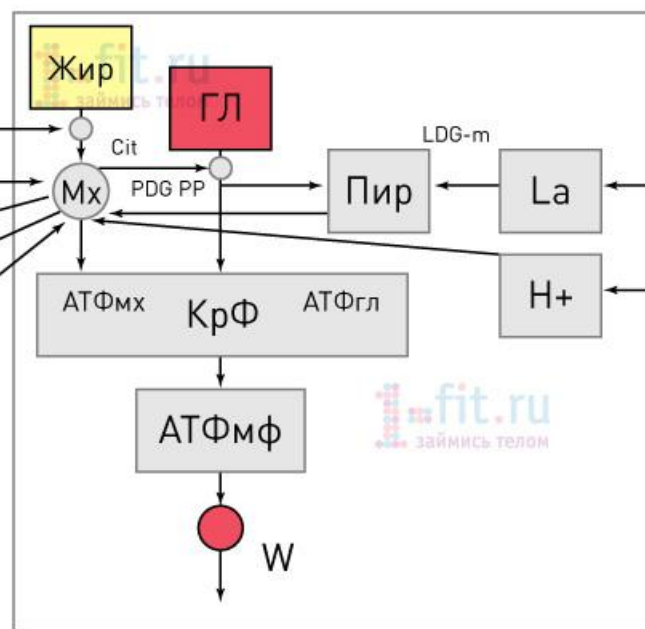 1-fit.ru
займись телом
Жир
ГЛ
Cit
PDG PP
LDG-m
Мх
Пир
La
H+
АТФмх
КрФ
АТФгл
1-fit.ru
займись телом
АТФмф
W